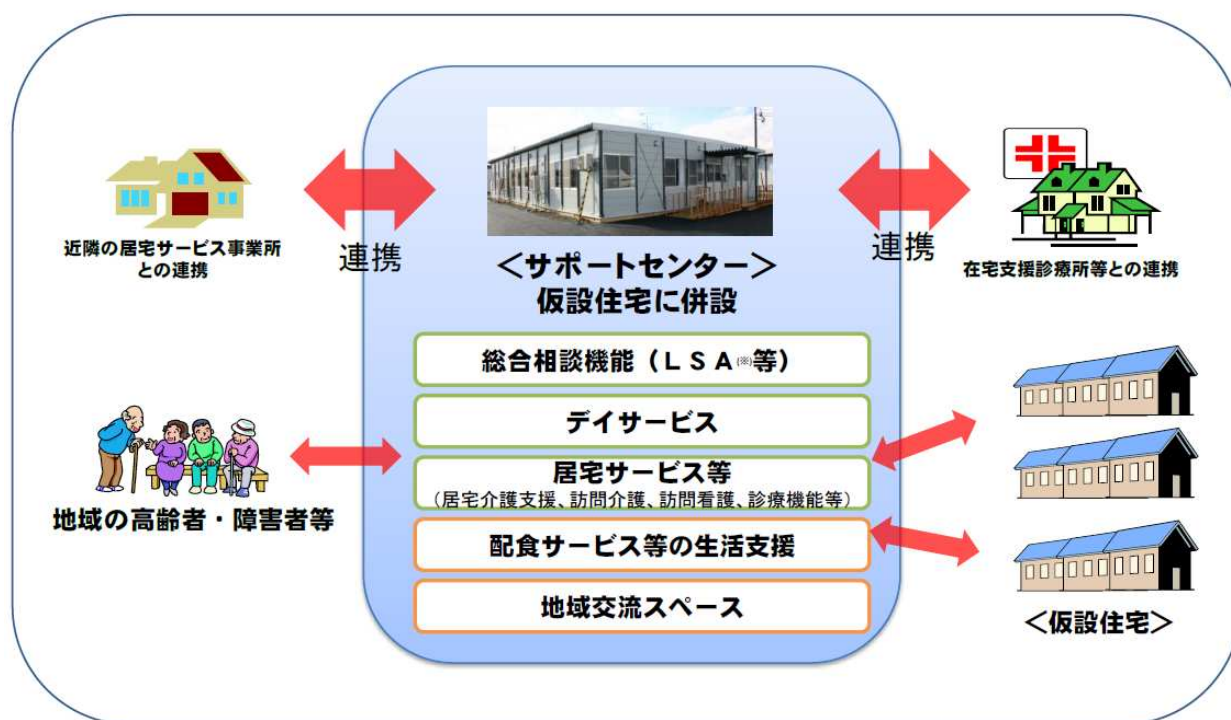 近隣の居宅サービス事業所
との連携
連携
＜サポートセンター＞
仮設住宅に併設
連携
在宅支援診療所等との連携
総合相談機能（ＬＳＡ(※)等）
デイサービス
居宅サービス等
（居宅介護支援、訪問介護、訪問看護、診療機能等）
配食サービス等の生活支援
地域交流スペース
地域の高齢者・障害者等
＜仮設住宅＞